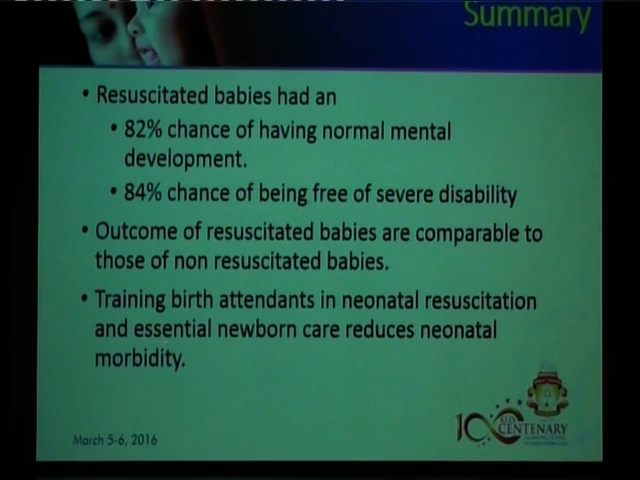 Summary
• Resuscitated babies had an
• 82% chance of having normal mental
development.
• 84% chance of being free of severe disability
• Outcome of resuscitated babies are comparable to
those of non resuscitated babies.
• Training birth attendants in neonatal resuscitation
and essential newborn care reduces neonatal
morbidity.
March 5-6, 2016
100
CENTENARY